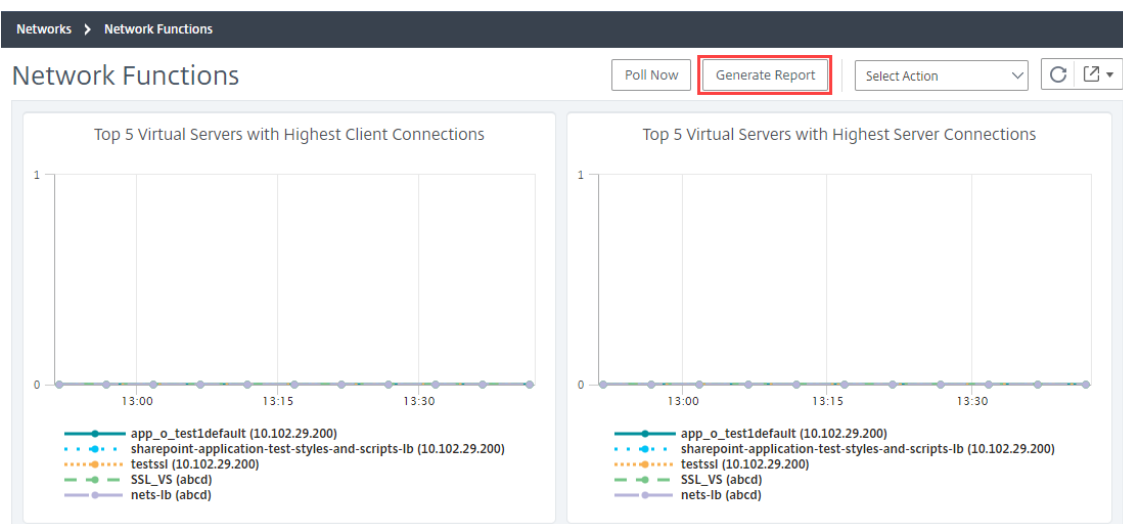 Networks > Network Functions
Network Functions
Poll Now
Generate Report
Select Action
Top 5 Virtual Servers with Highest Client Connections
1
0
13:00 13:15 13:30
app_o_test1default (10.102.29.200)
sharepoint-application-test-styles-and-scripts-lb (10.102.29.200)
testssl (10.102.29.200)
SSL_VS (abcd)
nets-lb (abcd)
Top 5 Virtual Servers with Highest Server Connections
1
0
13:00 13:15 13:30
app_o_test1default (10.102.29.200)
sharepoint-application-test-styles-and-scripts-lb (10.102.29.200)
testssl (10.102.29.200)
SSL_VS (abcd)
nets-lb (abcd)